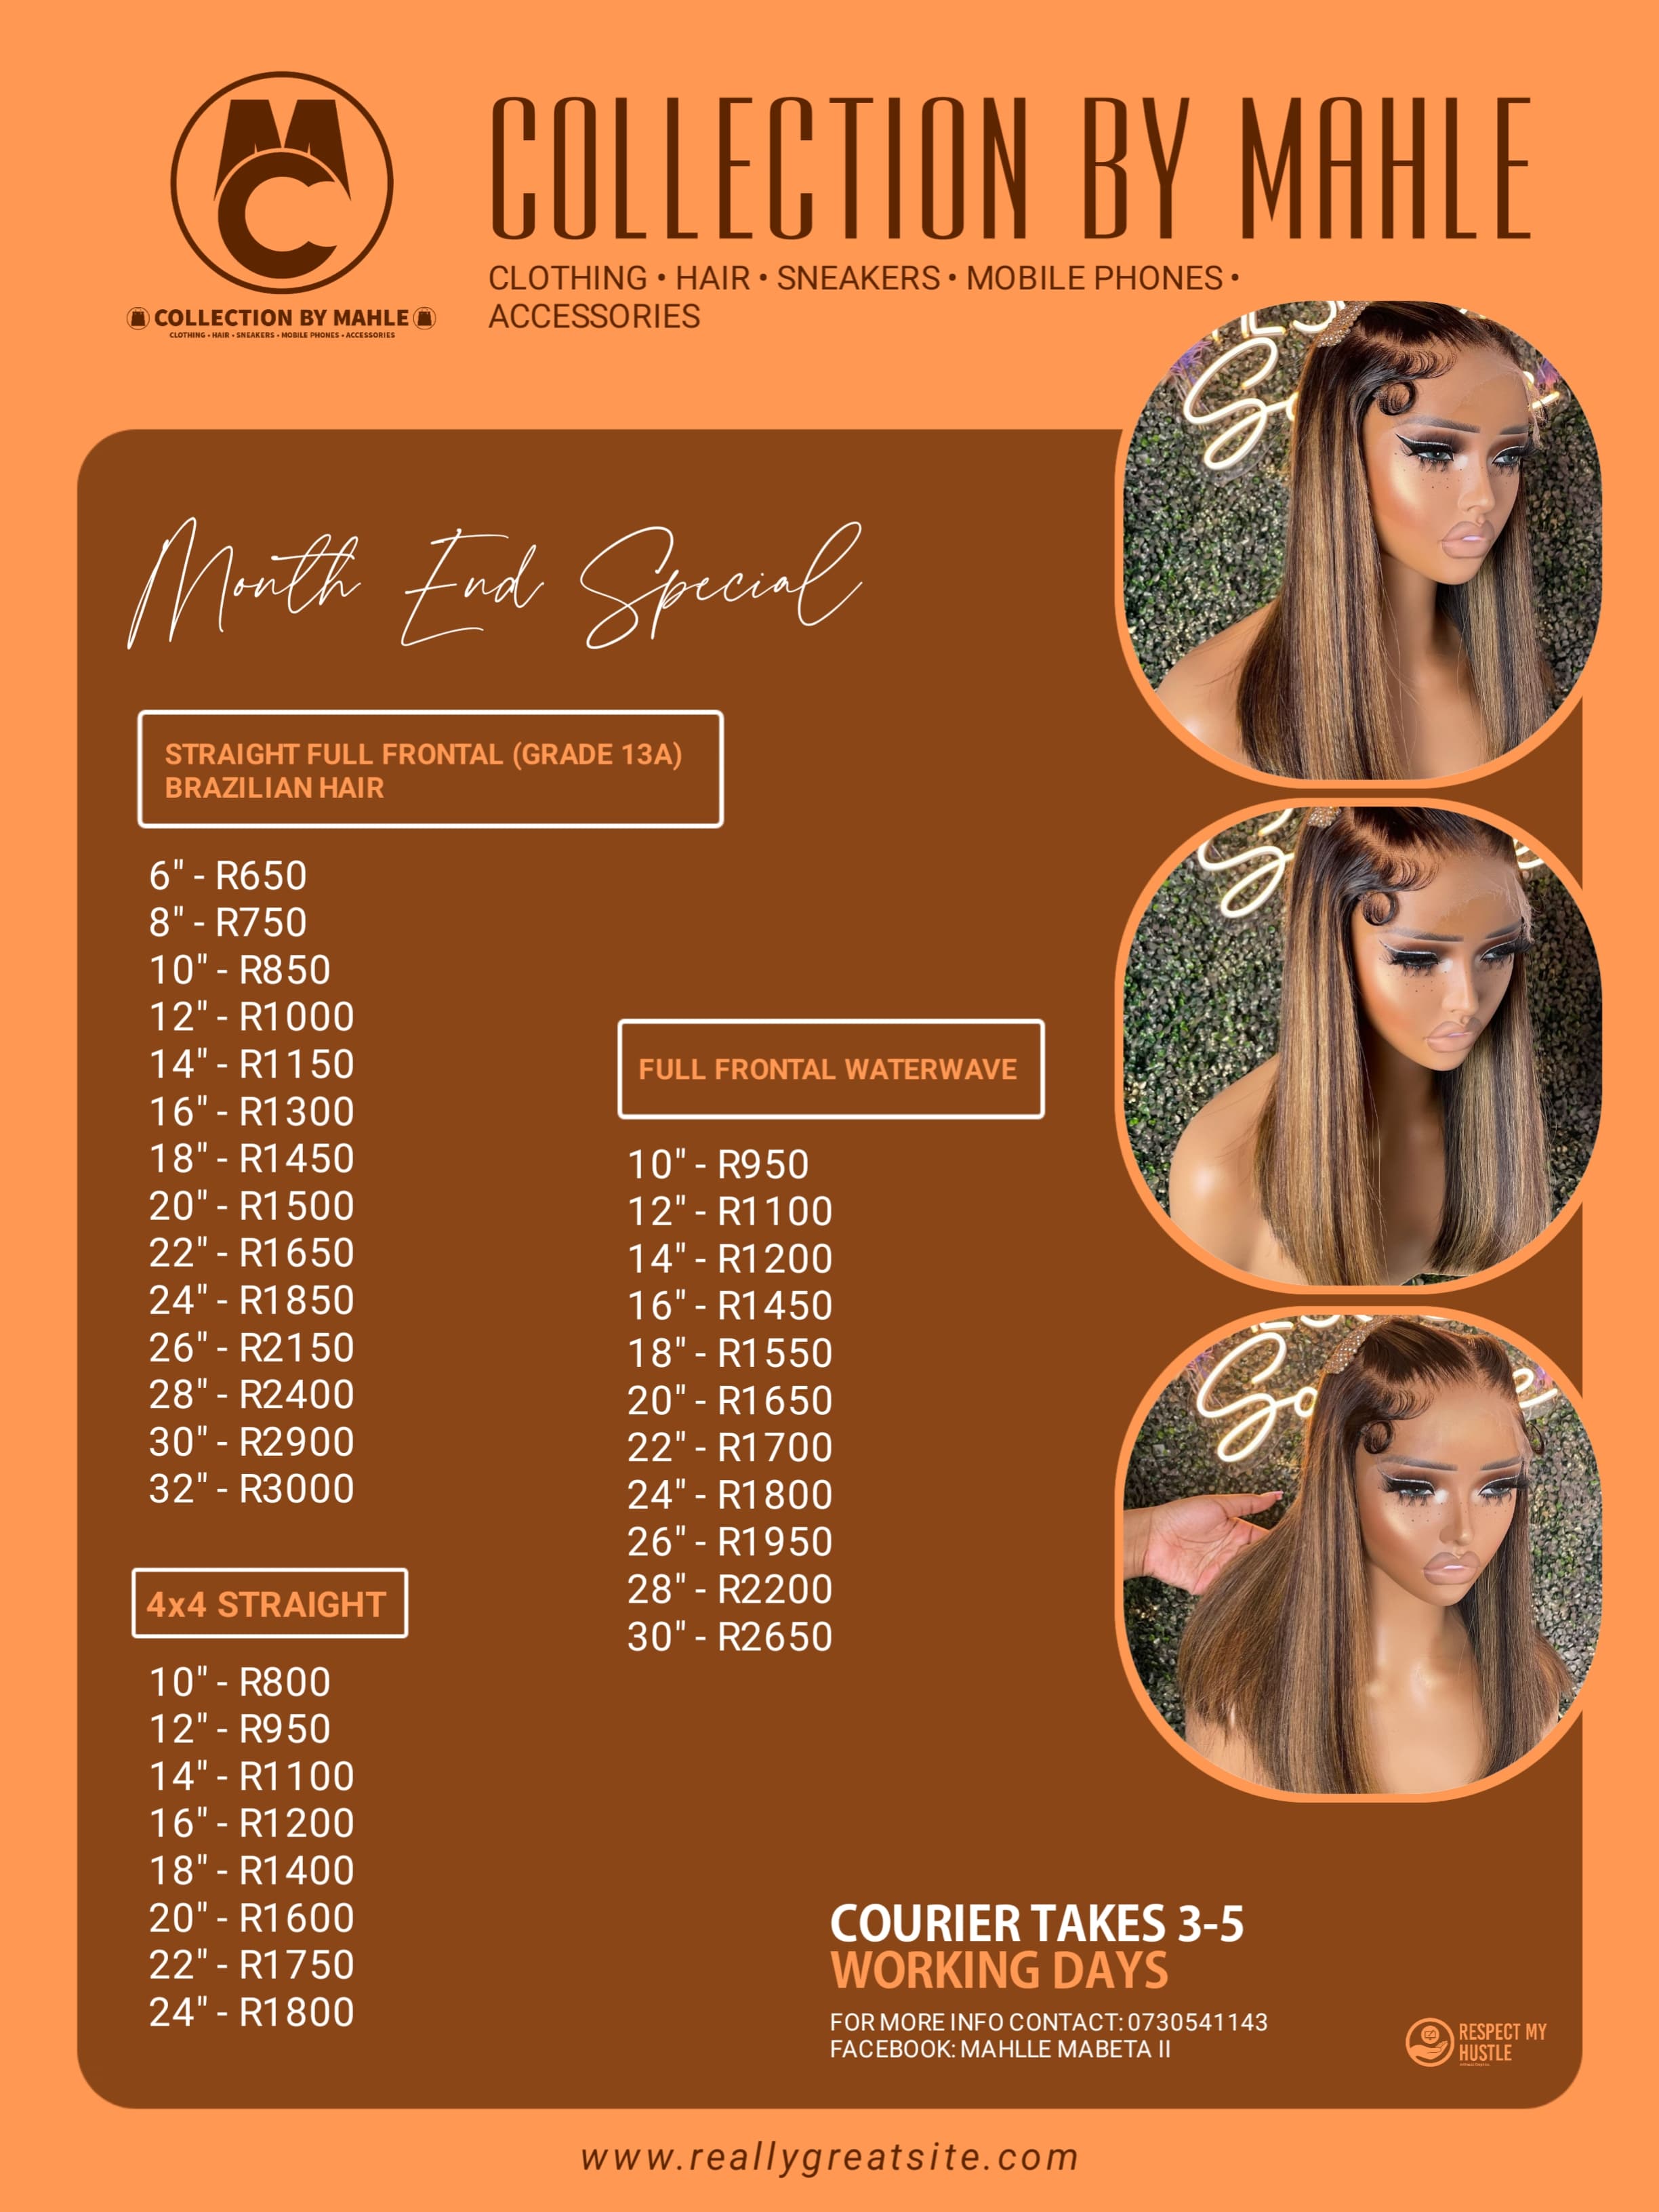 COLLECTION BY MAHLE
CLOTHING • HAIR • SNEAKERS • MOBILE PHONES •
ACCESSORIES
MC
COLLECTION BY MAHLE
CLOTHING • HAIR • SNEAKERS • MOBILE PHONES • ACCESSORIES
Month End Special
STRAIGHT FULL FRONTAL (GRADE 13A)
BRAZILIAN HAIR
6" - R650
8" - R750
10" - R850
12" - R1000
14" - R1150
16" - R1300
18" - R1450
20" - R1500
22" - R1650
24" - R1850
26" - R2150
28" - R2400
30" - R2900
32" - R3000
4x4 STRAIGHT
10" - R800
12" - R950
14" - R1100
16" - R1200
18" - R1400
20" - R1600
22" - R1750
24" - R1800
FULL FRONTAL WATERWAVE
10" - R950
12" - R1100
14" - R1200
16" - R1450
18" - R1550
20" - R1650
22" - R1700
24" - R1800
26" - R1950
28" - R2200
30" - R2650
COURIER TAKES 3-5
WORKING DAYS
FOR MORE INFO CONTACT: 0730541143
FACEBOOK: MAHLLE MABETA II
RESPECT MY
HUSTLE
www.reallygreatsite.com